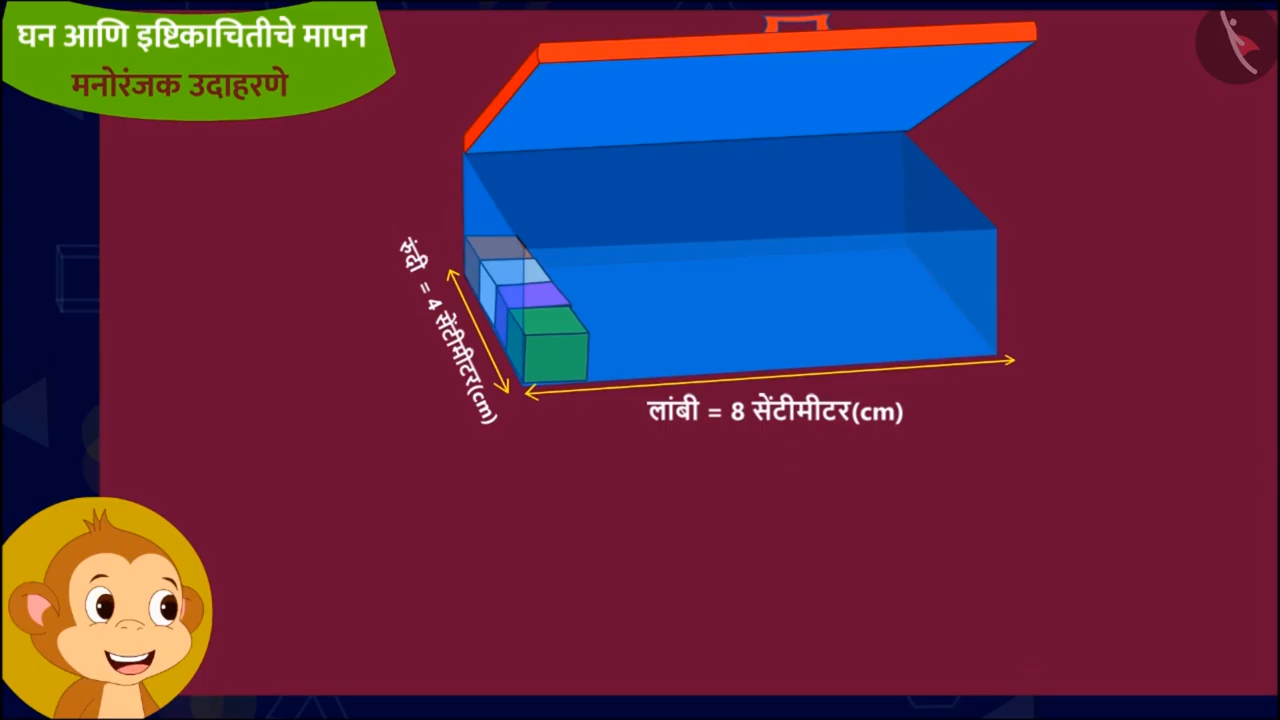 घन आणि इष्टिकाचितीचे मापन
मनोरंजक उदाहरणे
रुंदी = 4 सेंटीमीटर(cm)
लांबी = 8 सेंटीमीटर(cm)